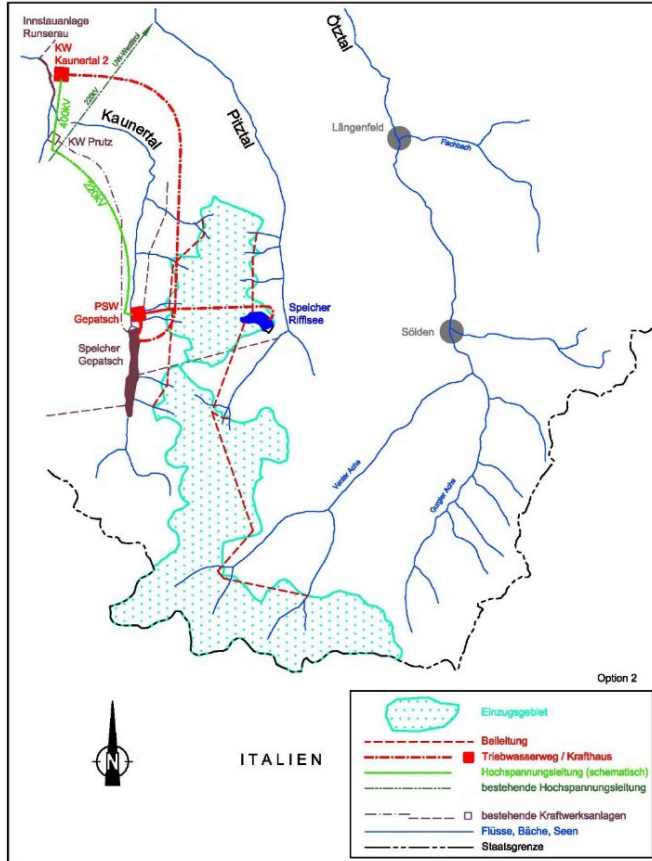 Innstauanlage
Runserau
KW
Kaunertal 2
UW-Westtirol
220kV
400kV
Kaunertal
KW Prutz
220kV
Pitztal
Ötztal
Längenfeld
Fischbach
PSW
Gepatsch
Speicher
Rifflsee
Speicher
Gepatsch
Sölden
Venter Ache
Gurgler Ache
Option 2
N
ITALIEN
Einzugsgebiet
Beileitung
Triebwasserweg / Krafthaus
Hochspannungsleitung (schematisch)
bestehende Hochspannungsleitung
bestehende Kraftwerksanlagen
Flüsse, Bäche, Seen
Staatsgrenze